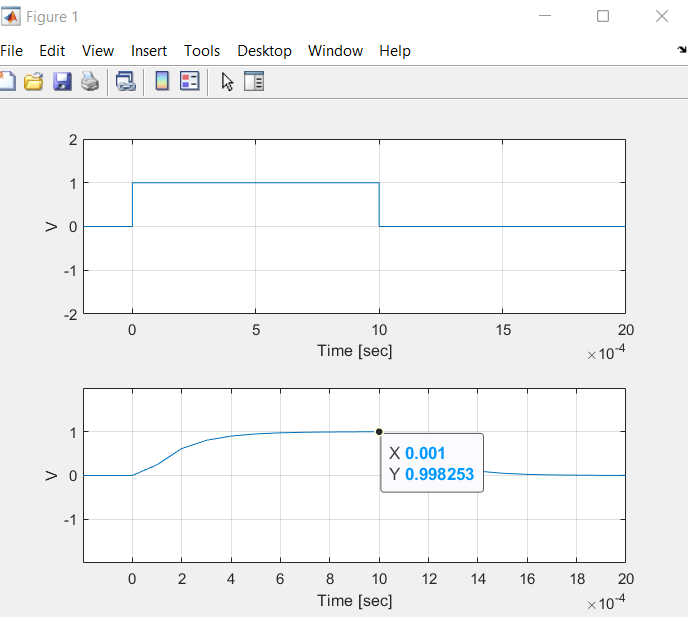 Figure 1
File Edit View Insert Tools Desktop Window Help
2
1
0
-1
-2
V
0 5 10 15 20
Time [sec]
×10-4
1
0
-1
V
X 0.001
Y 0.998253
0 2 4 6 8 10 12 14 16 18 20
Time [sec]
×10-4